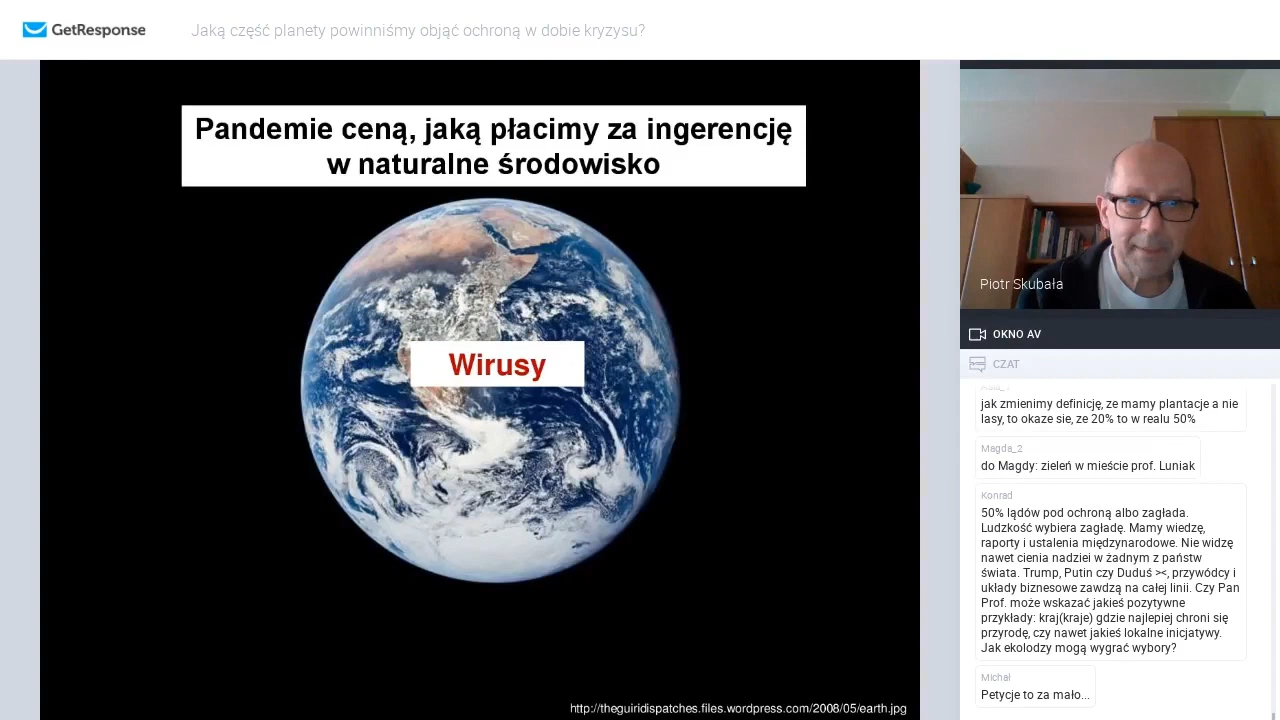 GetResponse
Jaką część planety powinniśmy objąć ochroną w dobie kryzysu?
Pandemie ceną, jaką płacimy za ingerencję
w naturalne środowisko
Wirusy
http://theguiridispatches.files.wordpress.com/2008/05/earth.jpg
Piotr Skubała
OKNO AV
CZAT
jak zmienimy definicję, ze mamy plantacje a nie
lasy, to okaze sie, ze 20% to w realu 50%
Magda_2
do Magdy: zieleń w mieście prof. Luniak
Konrad
50% lądów pod ochroną albo zagłada.
Ludzkość wybiera zagładę. Mamy wiedzę,
raporty i ustalenia międzynarodowe. Nie widzę
nawet cienia nadziei w żadnym z państw
świata. Trump, Putin czy Duduś ><, przywódcy i
układy biznesowe zawdzą na całej linii. Czy Pan
Prof. może wskazać jakieś pozytywne
przykłady: kraj(kraje) gdzie najlepiej chroni się
przyrodę, czy nawet jakieś lokalne inicjatywy.
Jak ekolodzy mogą wygrać wybory?
Michał
Petycje to za mało...